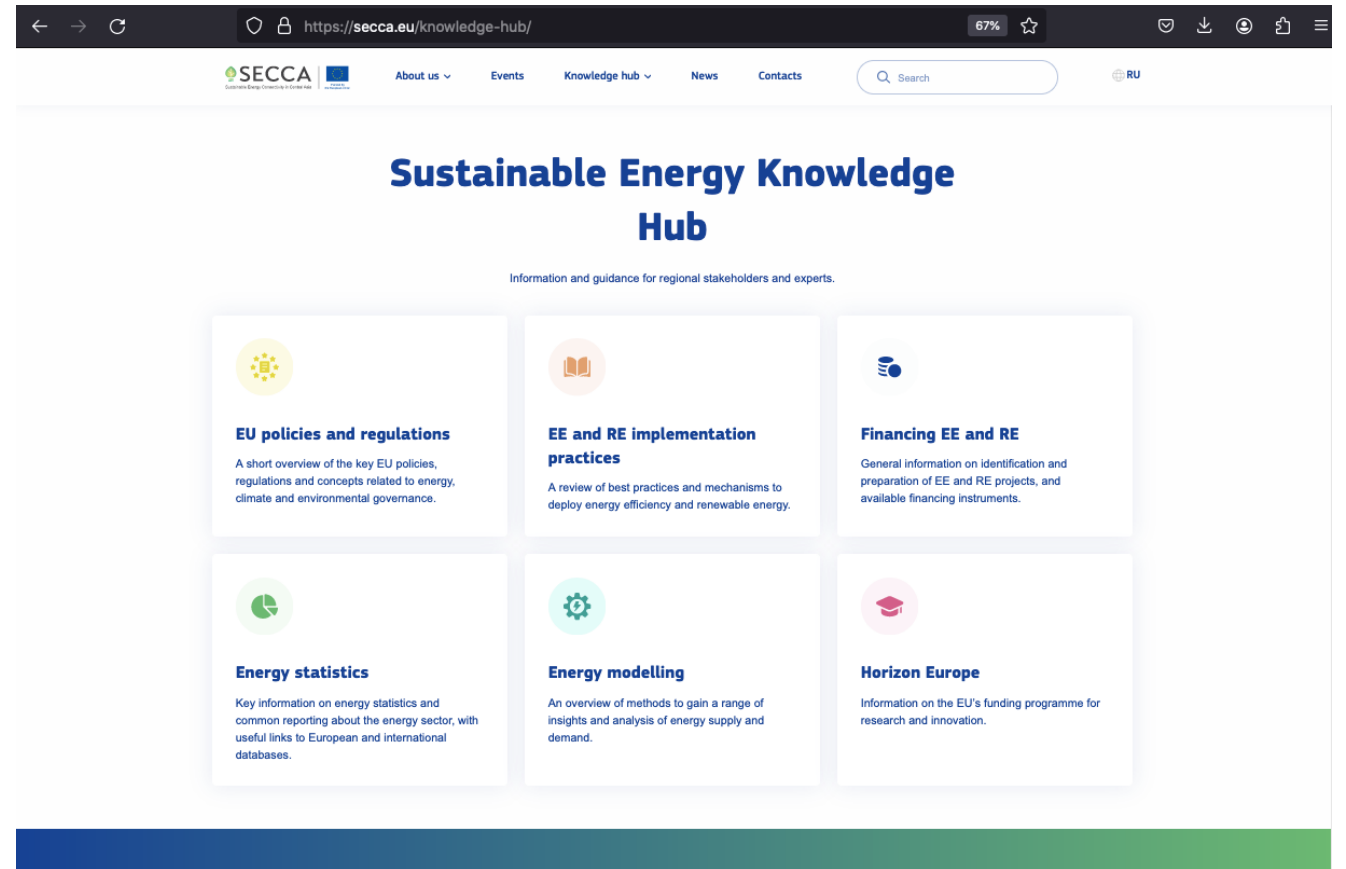 https://secca.eu/knowledge-hub/
67%
SECCA
Sustainable Energy Connectivity in Central Asia
About us
Events
Knowledge hub
News
Contacts
Search
RU
Sustainable Energy Knowledge
Hub
Information and guidance for regional stakeholders and experts.
EU policies and regulations
A short overview of the key EU policies,
regulations and concepts related to energy,
climate and environmental governance.
EE and RE implementation
practices
A review of best practices and mechanisms to
deploy energy efficiency and renewable energy.
Financing EE and RE
General information on identification and
preparation of EE and RE projects, and
available financing instruments.
Energy statistics
Key information on energy statistics and
common reporting about the energy sector, with
useful links to European and international
databases.
Energy modelling
An overview of methods to gain a range of
insights and analysis of energy supply and
demand.
Horizon Europe
Information on the EU's funding programme for
research and innovation.